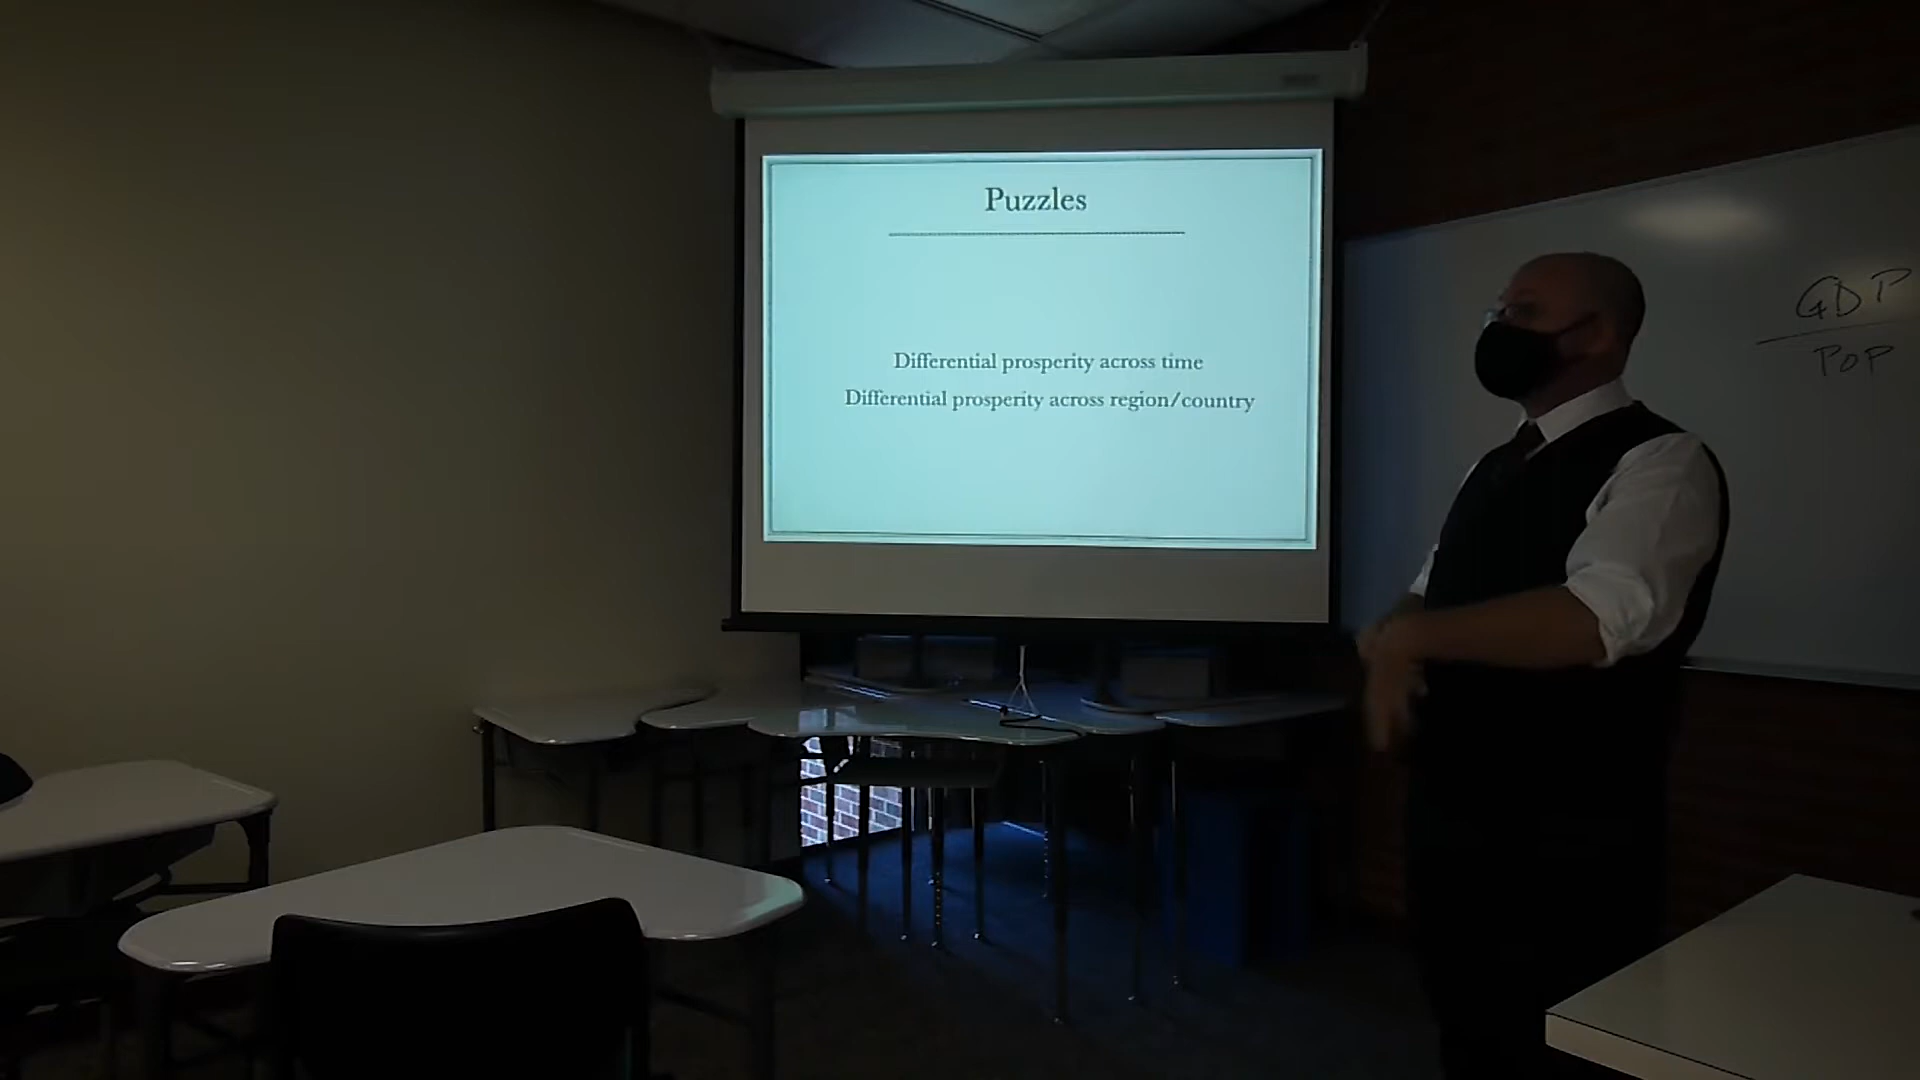 Puzzles
Differential prosperity across time
Differential prosperity across region/country
GDP
POP